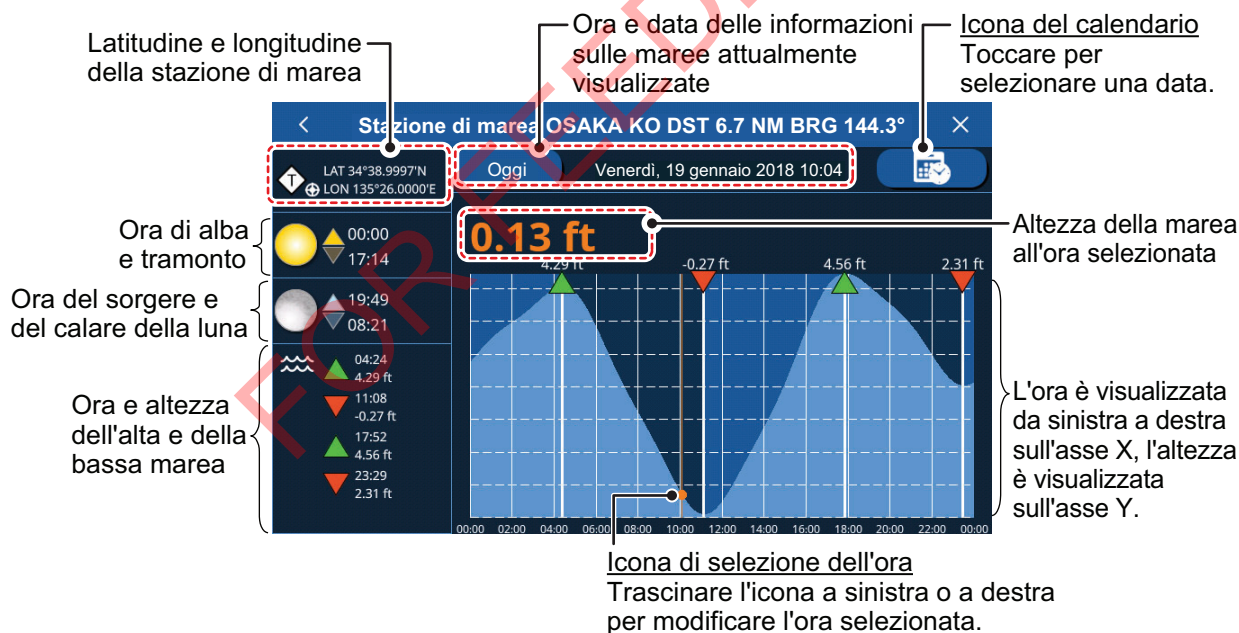 Latitudine e longitudine
della stazione di marea
Ora e data delle informazioni
sulle maree attualmente
visualizzate
Icona del calendario
Toccare per
selezionare una data.
Stazione di marea OSAKA KO DST 6.7 NM BRG 144.3°
LAT 34°38.9997'N
LON 135°26.0000'E
Oggi
Venerdì, 19 gennaio 2018 10:04
Ora di alba
e tramonto
00:00
17:14
0.13 ft
Altezza della marea
all'ora selezionata
4.29 ft -0.27 ft 4.56 ft 2.31 ft
Ora del sorgere e
del calare della luna
19:49
08:21
Ora e altezza
dell'alta e della
bassa marea
04:24
4.29 ft
11:08
-0.27 ft
17:52
4.56 ft
23:29
2.31 ft
L'ora è visualizzata
da sinistra a destra
sull'asse X, l'altezza
è visualizzata
sull'asse Y.
00:00 02:00 04:00 06:00 08:00 10:00 12:00 14:00 16:00 18:00 20:00 22:00 00:00
Icona di selezione dell'ora
Trascinare l'icona a sinistra o a destra
per modificare l'ora selezionata.